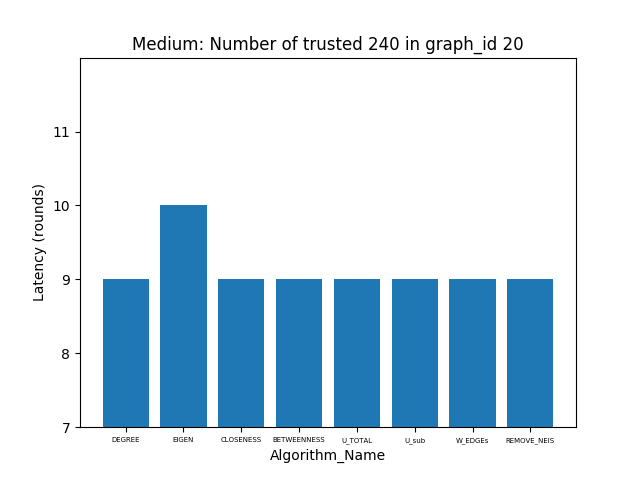 Medium: Number of trusted 240 in graph_id 20
11
10
9
8
7
Latency (rounds)
DEGREE EIGEN CLOSENESS BETWEENNESS U_TOTAL U_sub W_EDGEs REMOVE_NEIS
Algorithm_Name